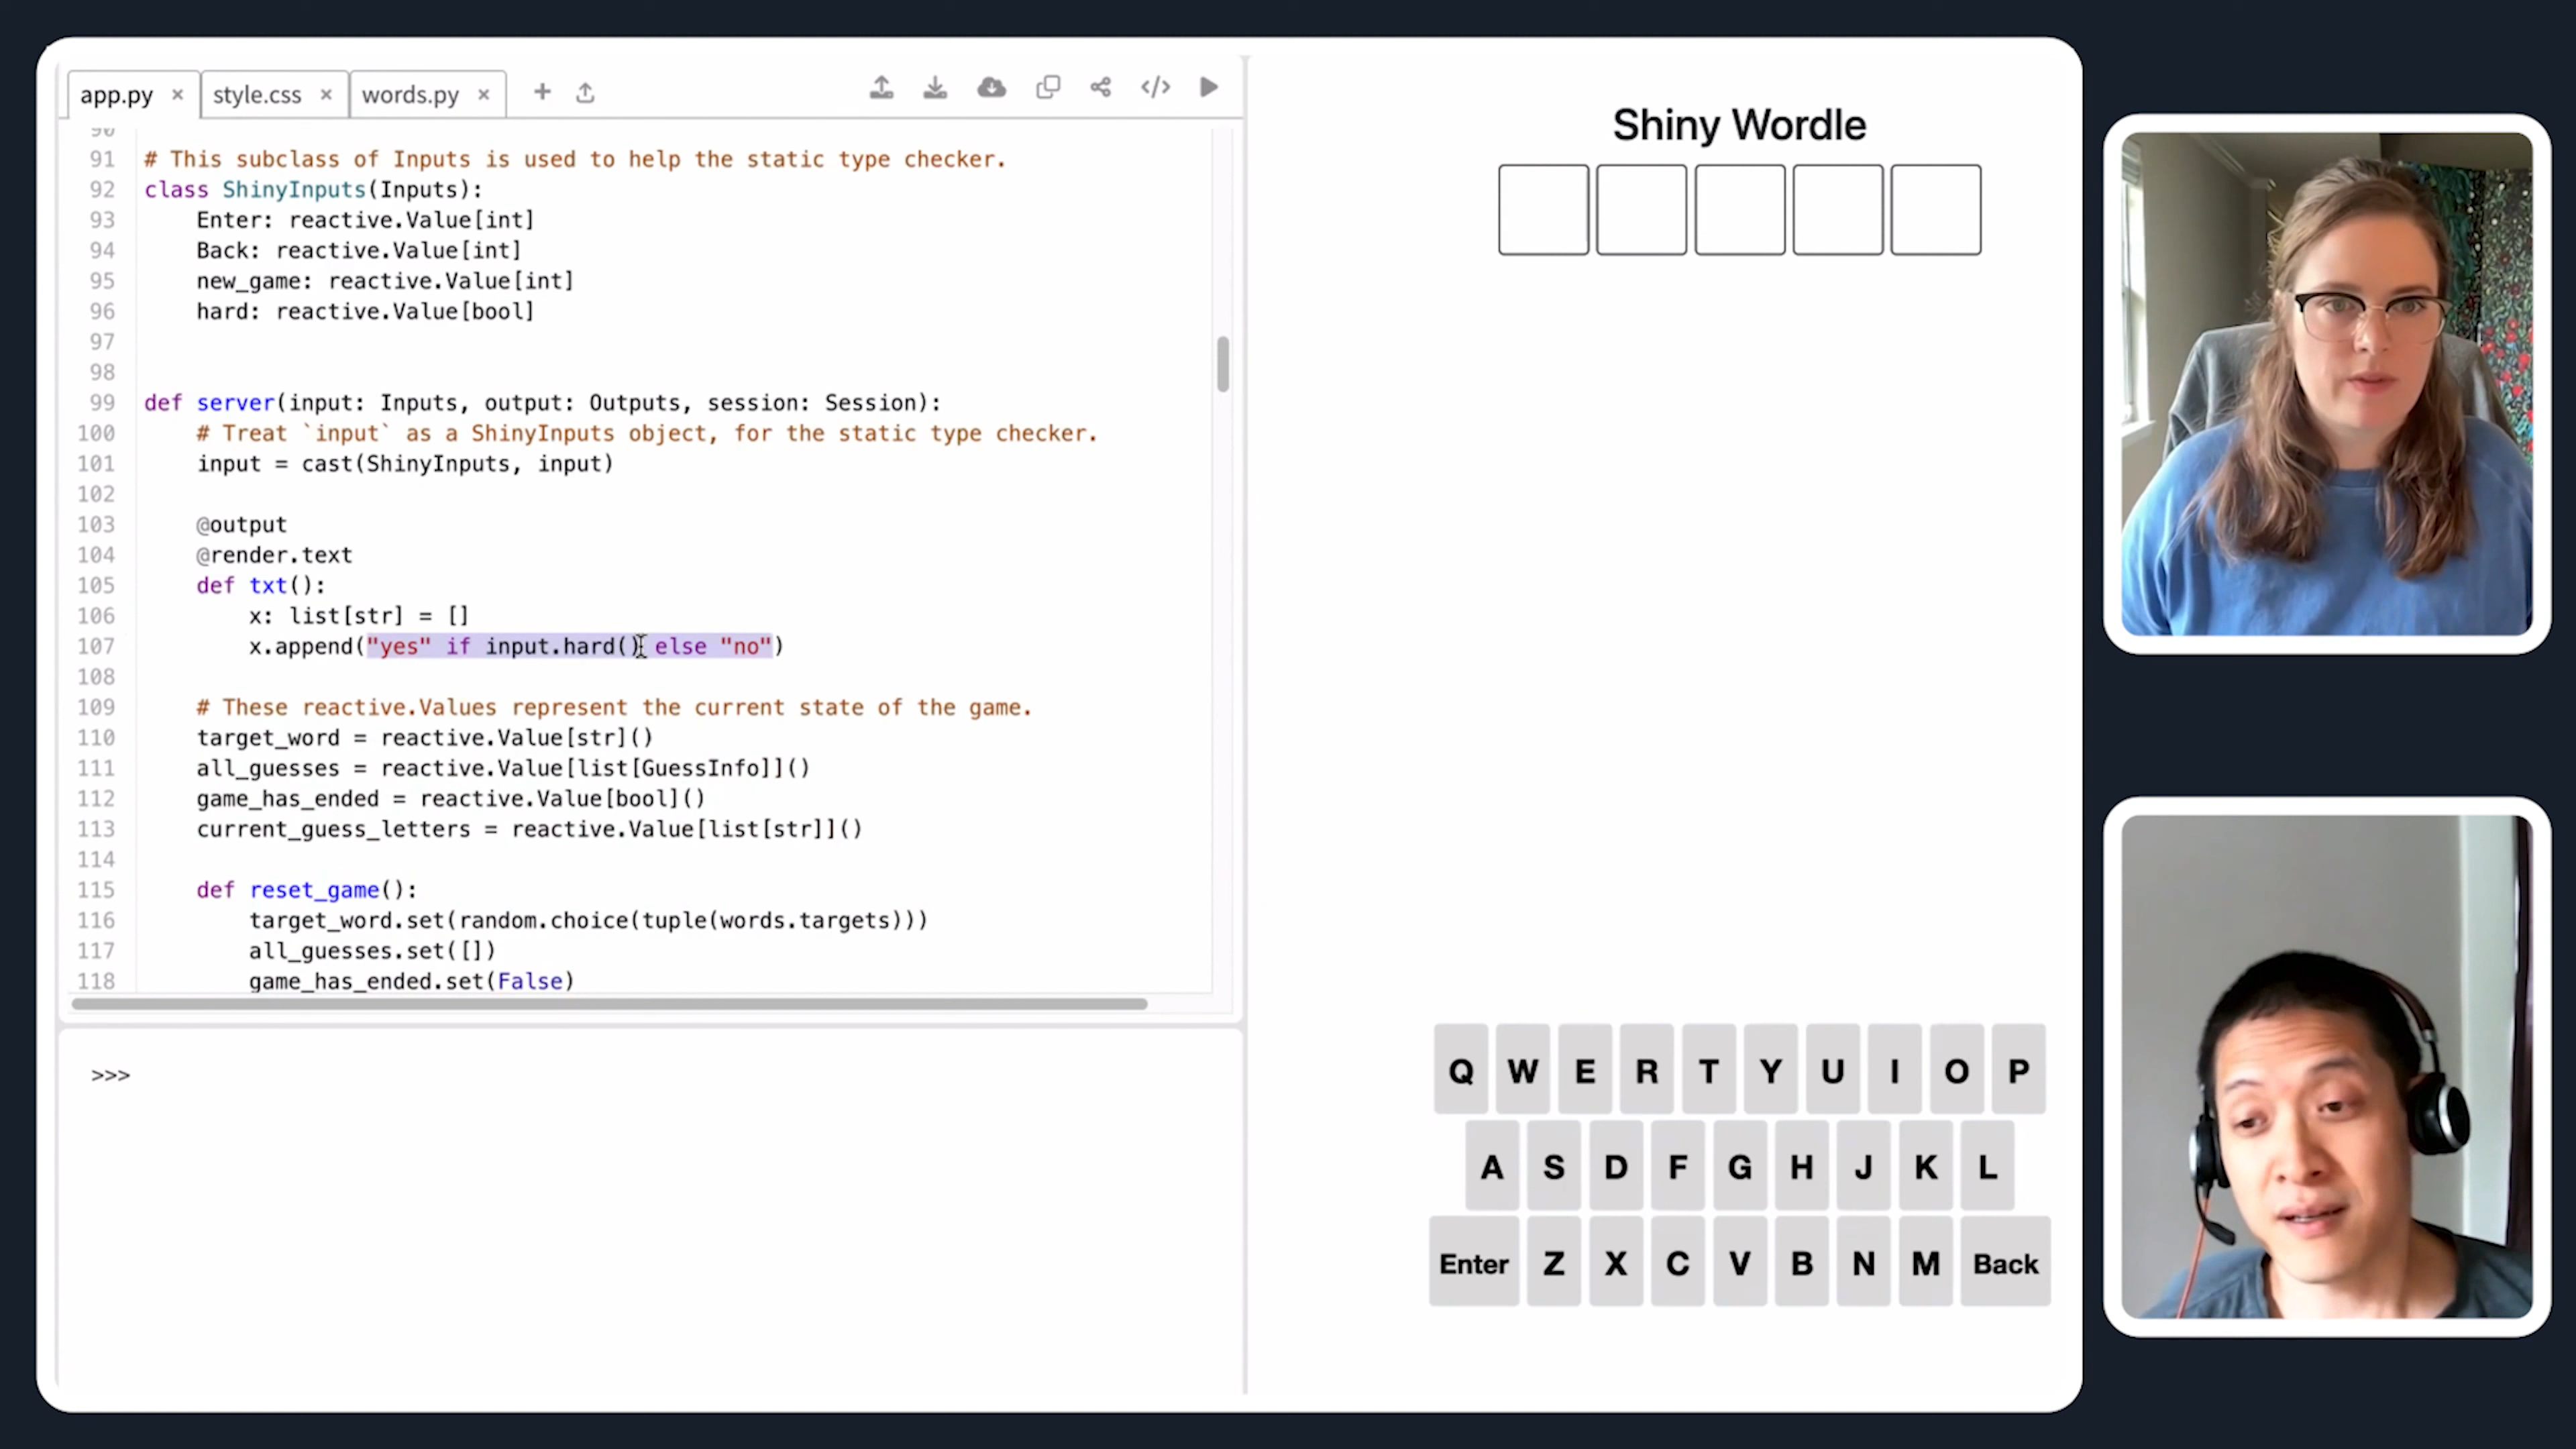 app.py × style.css × words.py × +
90
91 # This subclass of Inputs is used to help the static type checker.
92 class ShinyInputs(Inputs):
93     Enter: reactive.Value[int]
94     Back: reactive.Value[int]
95     new_game: reactive.Value[int]
96     hard: reactive.Value[bool]
97
98
99 def server(input: Inputs, output: Outputs, session: Session):
100     # Treat `input` as a ShinyInputs object, for the static type checker.
101     input = cast(ShinyInputs, input)
102
103     @output
104     @render.text
105     def txt():
106         x: list[str] = []
107         x.append("yes" if input.hard() else "no")
108
109     # These reactive.Values represent the current state of the game.
110     target_word = reactive.Value[str]()
111     all_guesses = reactive.Value[list[GuessInfo]]()
112     game_has_ended = reactive.Value[bool]()
113     current_guess_letters = reactive.Value[list[str]]()
114
115     def reset_game():
116         target_word.set(random.choice(tuple(words.targets)))
117         all_guesses.set([])
118         game_has_ended.set(False)
>>>
Shiny Wordle
Q W E R T Y U I O P
A S D F G H J K L
Enter Z X C V B N M Back